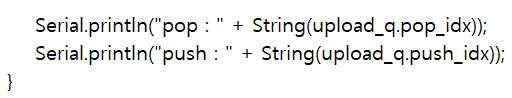 Serial.println("pop : " + String(upload_q.pop_idx));
Serial.println("push : " + String(upload_q.push_idx));
}